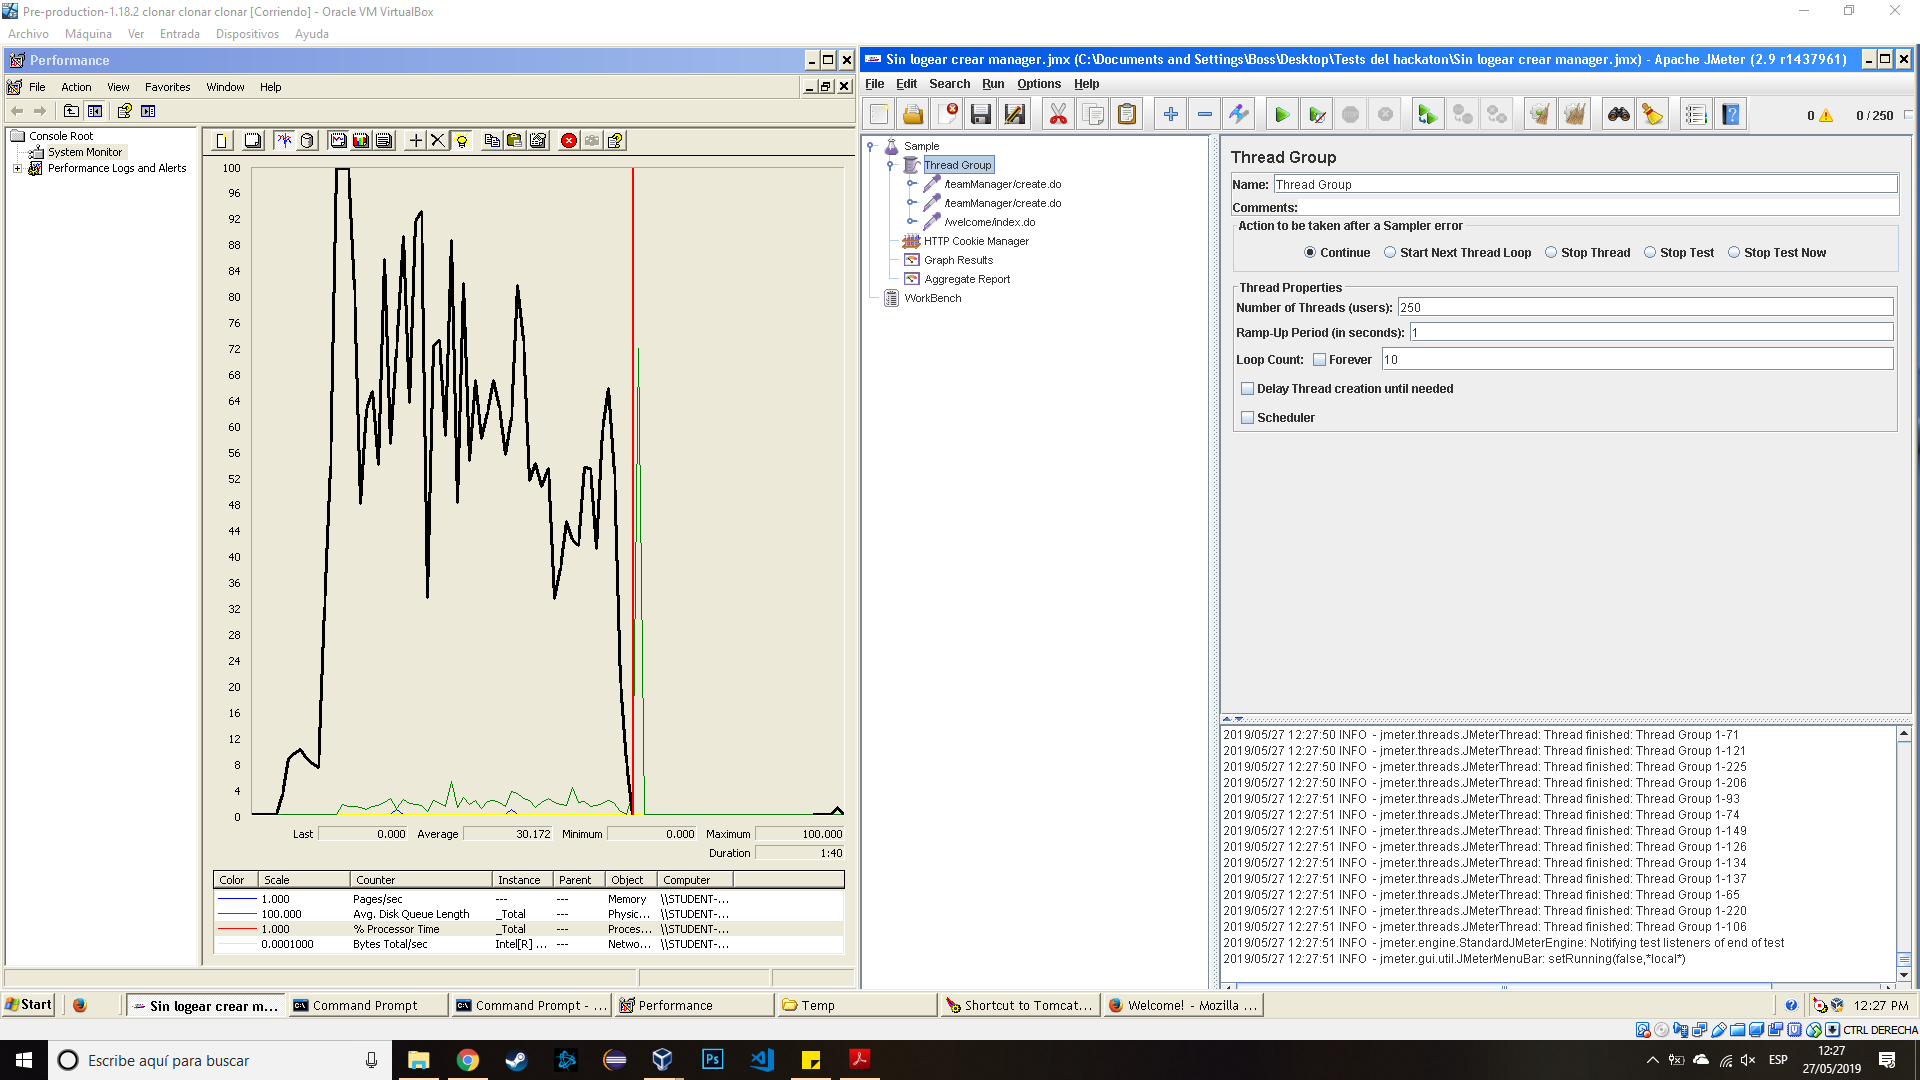 Pre-production-1.18.2 clonar clonar clonar [Corriendo] - Oracle VM VirtualBox
Archivo Máquina Ver Entrada Dispositivos Ayuda
Performance
File Action View Favorites Window Help
Console Root
System Monitor
Performance Logs and Alerts
100
96
92
88
84
80
76
72
68
64
60
56
52
48
44
40
36
32
28
24
20
16
12
8
4
0
Last 0.000 Average 30.172 Minimum 0.000 Maximum 100.000
Duration 1:40
Color Scale Counter Instance Parent Object Computer
1.000 Pages/sec --- --- Memory \\STUDENT-...
100.000 Avg. Disk Queue Length _Total --- Physic... \\STUDENT-...
1.000 % Processor Time _Total --- Proces... \\STUDENT-...
0.0001000 Bytes Total/sec Intel[R] ... --- Netwo... \\STUDENT-...
Sin logear crear manager.jmx (C:\Documents and Settings\Boss\Desktop\Tests del hackaton\Sin logear crear manager.jmx) - Apache JMeter (2.9 r1437961)
File Edit Search Run Options Help
0 0 / 250
Sample
Thread Group
/teamManager/create.do
/teamManager/create.do
/welcome/index.do
HTTP Cookie Manager
Graph Results
Aggregate Report
WorkBench
Thread Group
Name: Thread Group
Comments:
Action to be taken after a Sampler error
Continue Start Next Thread Loop Stop Thread Stop Test Stop Test Now
Thread Properties
Number of Threads (users): 250
Ramp-Up Period (in seconds): 1
Loop Count: Forever 10
Delay Thread creation until needed
Scheduler
2019/05/27 12:27:50 INFO - jmeter.threads.JMeterThread: Thread finished: Thread Group 1-71
2019/05/27 12:27:50 INFO - jmeter.threads.JMeterThread: Thread finished: Thread Group 1-121
2019/05/27 12:27:50 INFO - jmeter.threads.JMeterThread: Thread finished: Thread Group 1-225
2019/05/27 12:27:50 INFO - jmeter.threads.JMeterThread: Thread finished: Thread Group 1-206
2019/05/27 12:27:51 INFO - jmeter.threads.JMeterThread: Thread finished: Thread Group 1-93
2019/05/27 12:27:51 INFO - jmeter.threads.JMeterThread: Thread finished: Thread Group 1-74
2019/05/27 12:27:51 INFO - jmeter.threads.JMeterThread: Thread finished: Thread Group 1-149
2019/05/27 12:27:51 INFO - jmeter.threads.JMeterThread: Thread finished: Thread Group 1-126
2019/05/27 12:27:51 INFO - jmeter.threads.JMeterThread: Thread finished: Thread Group 1-134
2019/05/27 12:27:51 INFO - jmeter.threads.JMeterThread: Thread finished: Thread Group 1-137
2019/05/27 12:27:51 INFO - jmeter.threads.JMeterThread: Thread finished: Thread Group 1-65
2019/05/27 12:27:51 INFO - jmeter.threads.JMeterThread: Thread finished: Thread Group 1-220
2019/05/27 12:27:51 INFO - jmeter.threads.JMeterThread: Thread finished: Thread Group 1-106
2019/05/27 12:27:51 INFO - jmeter.engine.StandardJMeterEngine: Notifying test listeners of end of test
2019/05/27 12:27:51 INFO - jmeter.gui.util.JMeterMenuBar: setRunning(false,*local*)
Start Sin logear crear m... Command Prompt Command Prompt - ... Performance Temp Shortcut to Tomcat... Welcome! - Mozilla ... 12:27 PM
CTRL DERECHA
Escribe aquí para buscar
Ps
ESP
12:27
27/05/2019